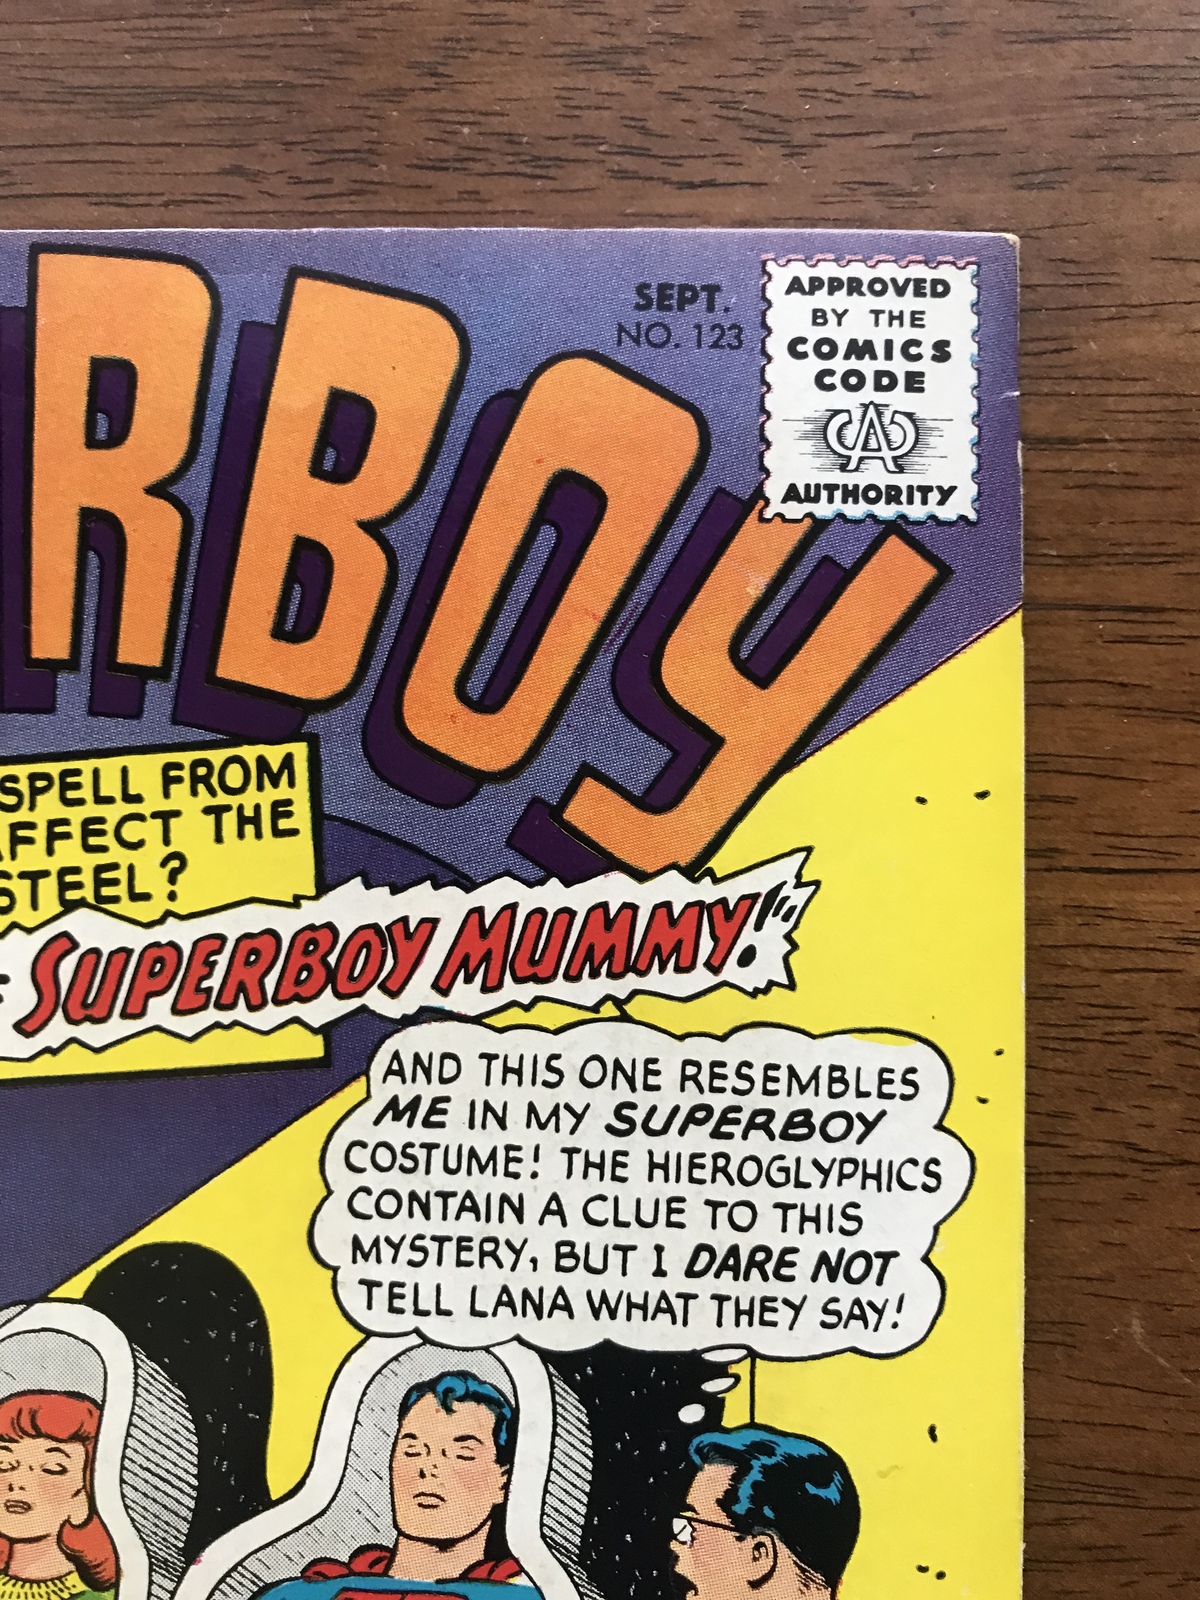 RBOY
SEPT.
NO. 123
APPROVED
BY THE
COMICS
CODE
CA
AUTHORITY
SPELL FROM
AFFECT THE
STEEL?
SUPERBOY MUMMY!
AND THIS ONE RESEMBLES
ME IN MY SUPERBOY
COSTUME! THE HIEROGLYPHICS
CONTAIN A CLUE TO THIS
MYSTERY, BUT I DARE NOT
TELL LANA WHAT THEY SAY!